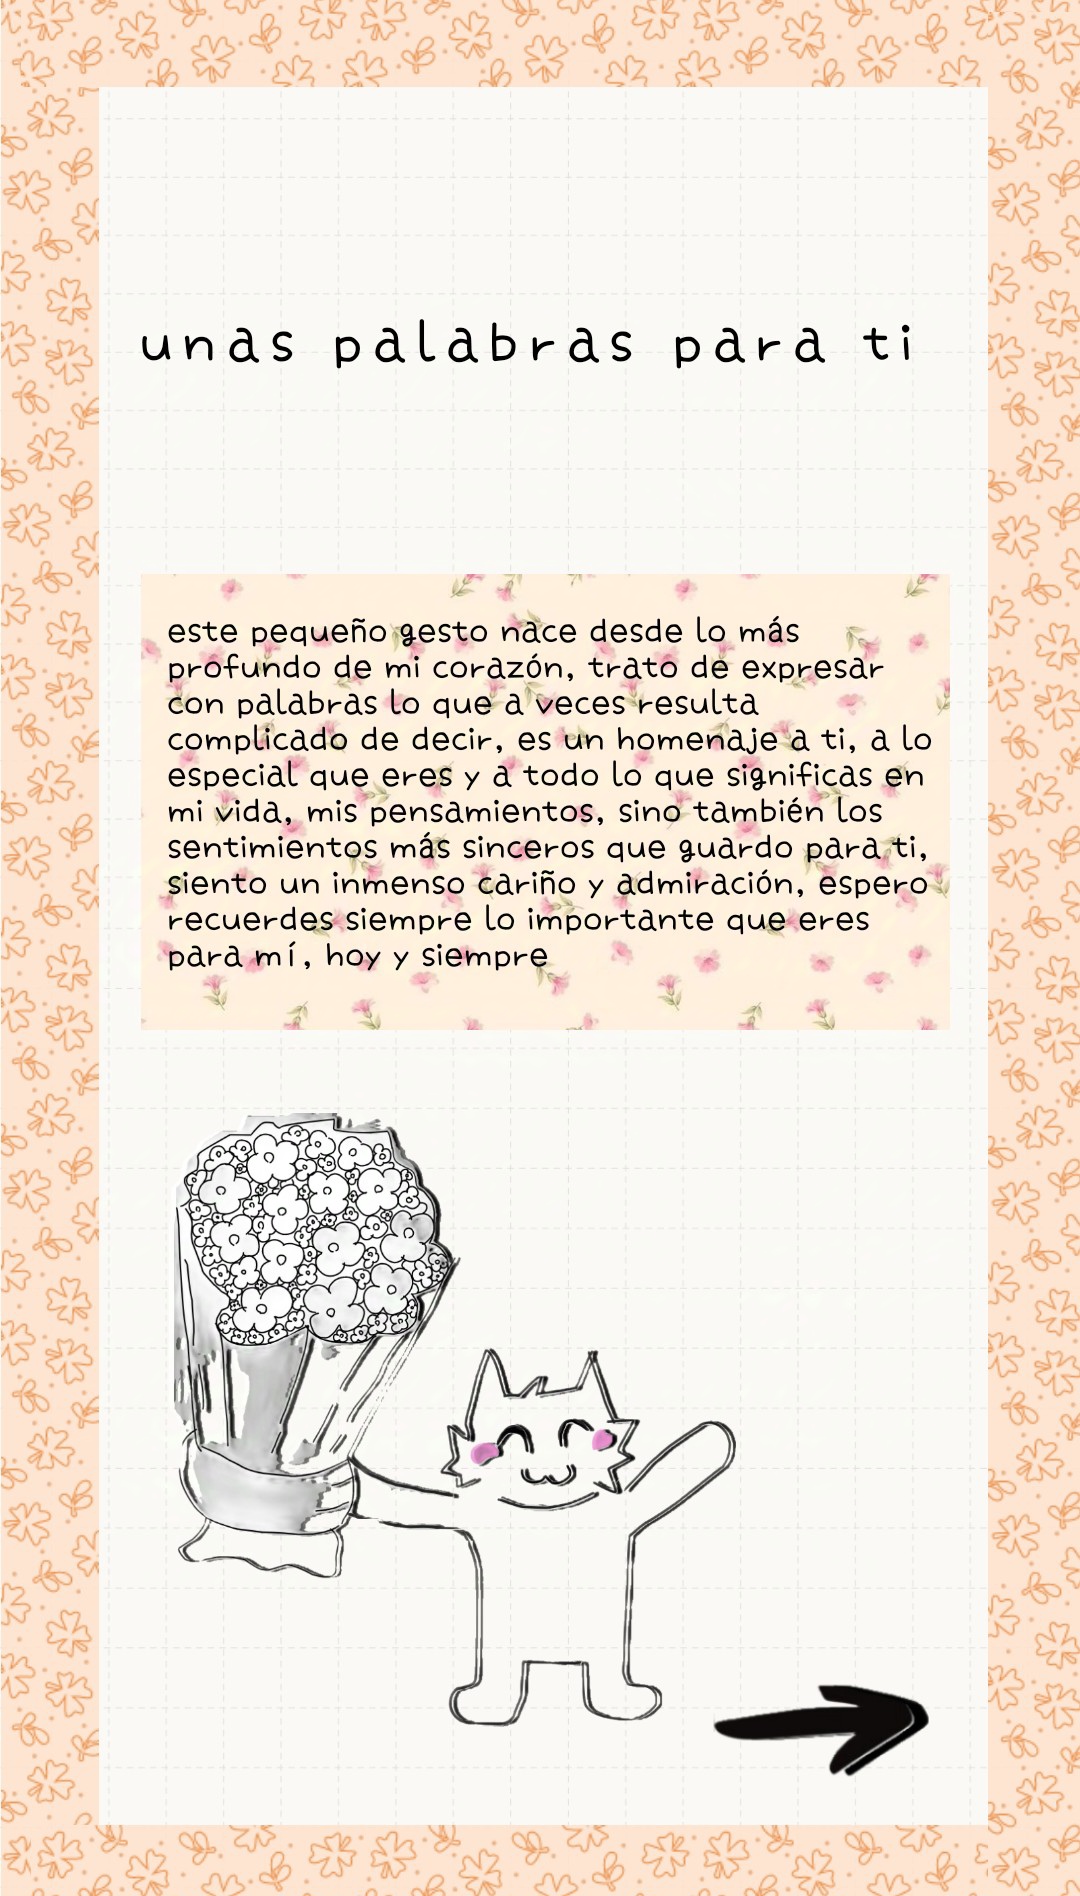 unas palabras para ti
este pequeño gesto nace desde lo más
profundo de mi corazón, trato de expresar
con palabras lo que a veces resulta
complicado de decir, es un homenaje a ti, a lo
especial que eres y a todo lo que significas en
mi vida, mis pensamientos, sino también los
sentimientos más sinceros que guardo para ti,
siento un inmenso cariño y admiración, espero
recuerdes siempre lo importante que eres
para mí, hoy y siempre